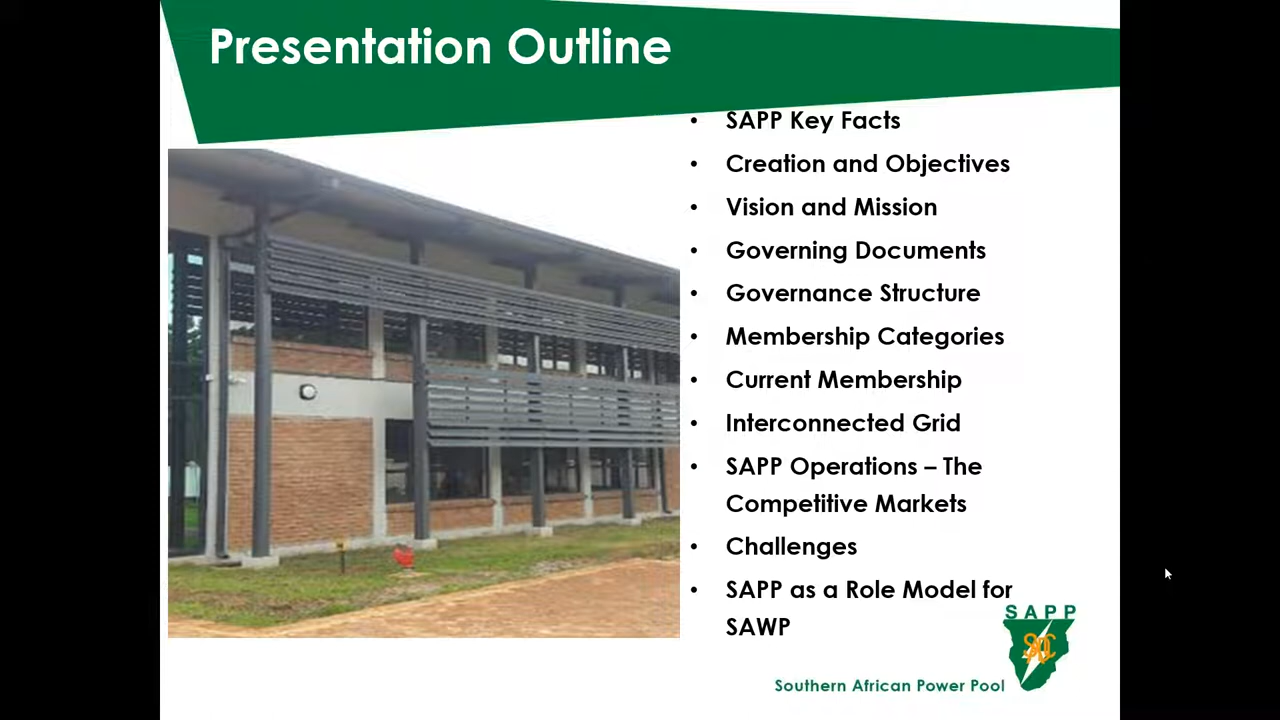 Presentation Outline
• SAPP Key Facts
• Creation and Objectives
• Vision and Mission
• Governing Documents
• Governance Structure
• Membership Categories
• Current Membership
• Interconnected Grid
• SAPP Operations – The
Competitive Markets
• Challenges
• SAPP as a Role Model for
SAWP
SAPP
Southern African Power Pool